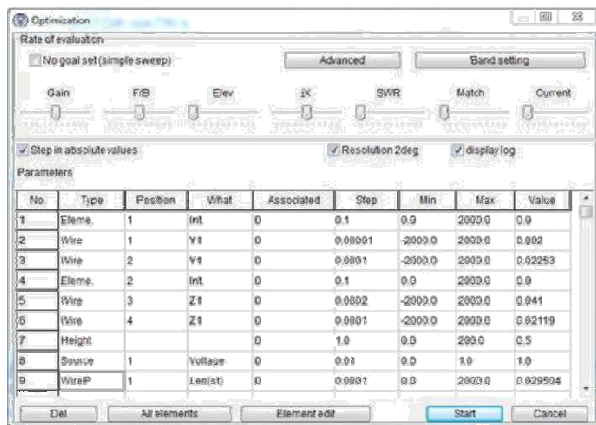 Optimization
Rate of evaluation
No goal set(simple sweep) Advanced Band setting
Gain F/B Elev jX SWR Match Current
Step in absolute values Resolution 2deg display log
Parameters
No. Type Position What Associated Step Min Max Value
1 Eleme. 1 Int. 0 0.1 0.0 2000.0 0.0
2 Wire 1 Y1 0 0.00001 -2000.0 2000.0 0.002
3 Wire 2 Y1 0 0.0001 -2000.0 2000.0 0.02253
4 Eleme. 2 Int. 0 0.1 0.0 2000.0 0.0
5 Wire 3 Z1 0 0.0002 -2000.0 2000.0 0.041
6 Wire 4 Z1 0 0.0001 -2000.0 2000.0 0.02119
7 Height 0 1.0 0.0 200.0 0.5
8 Source 1 Voltage 0 0.01 0.0 1.0 1.0
9 WireP 1 Len(st) 0 0.0001 0.0 2000.0 0.029504
Del All elements Element edit Start Cancel